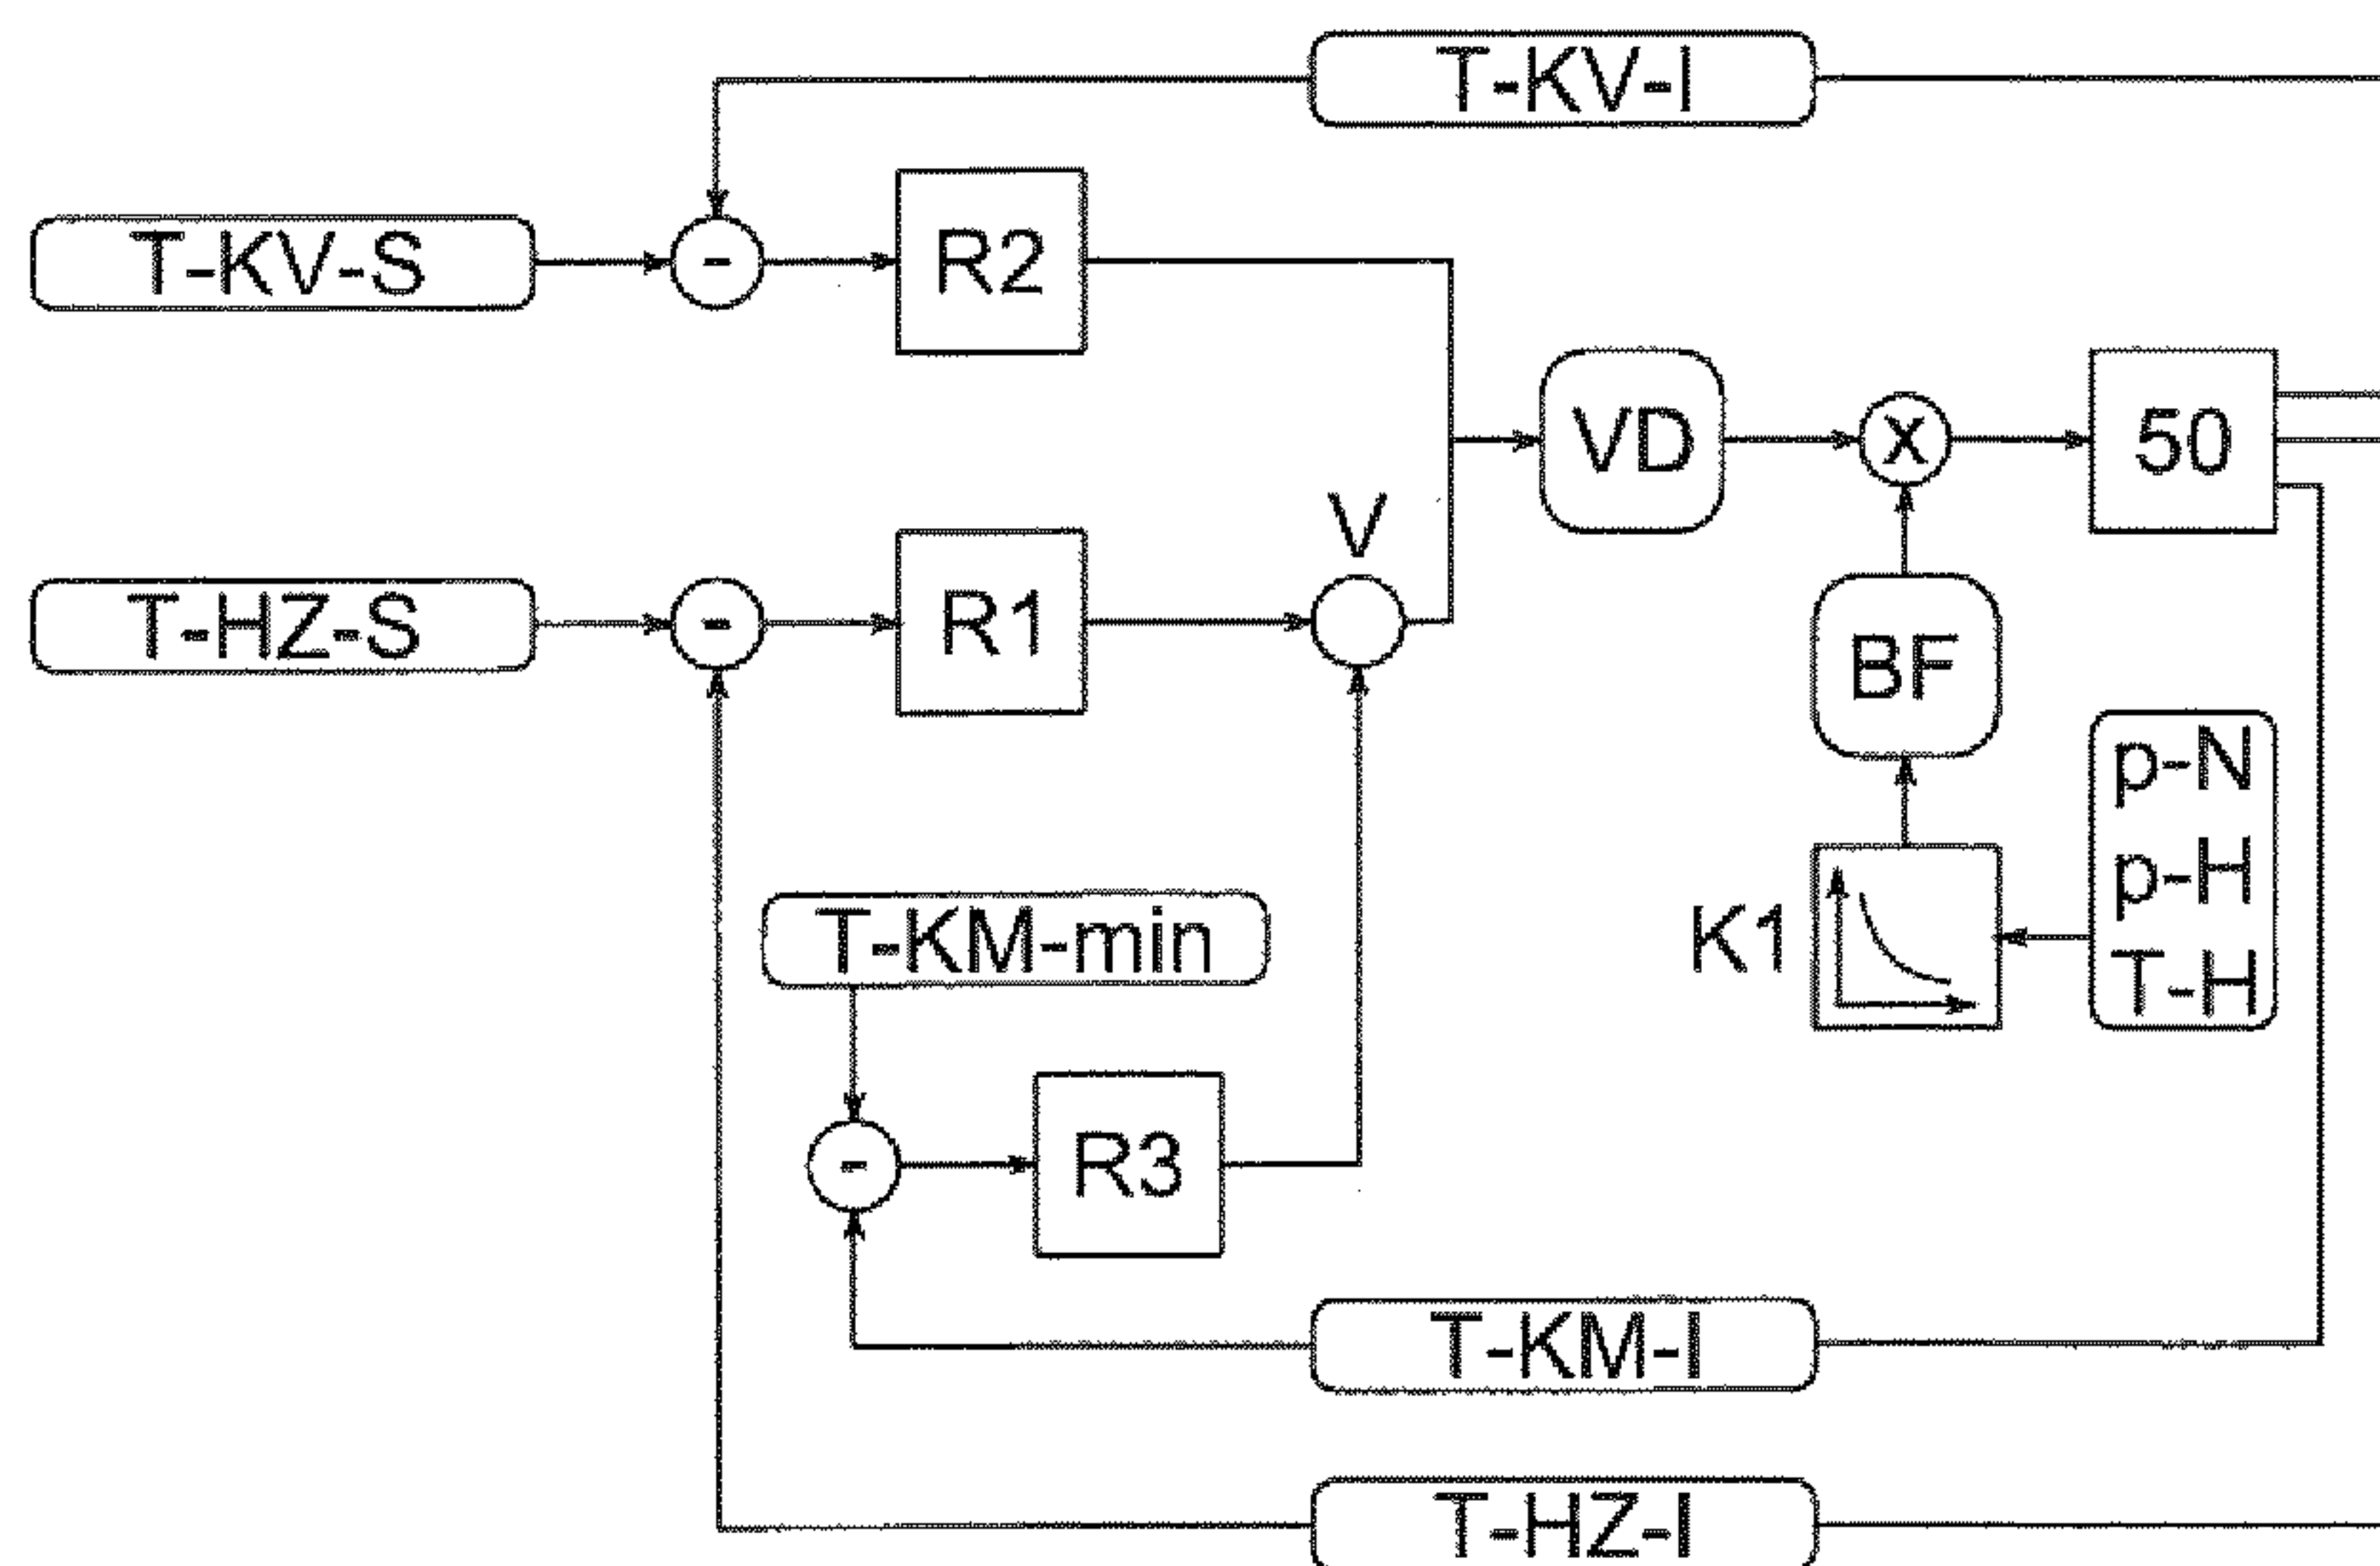 T-KV-I
T-KV-S
-
R2
VD
x
50
V
T-HZ-S
-
R1
BF
p-N
p-H
T-H
K1
T-KM-min
-
R3
T-KM-I
T-HZ-I